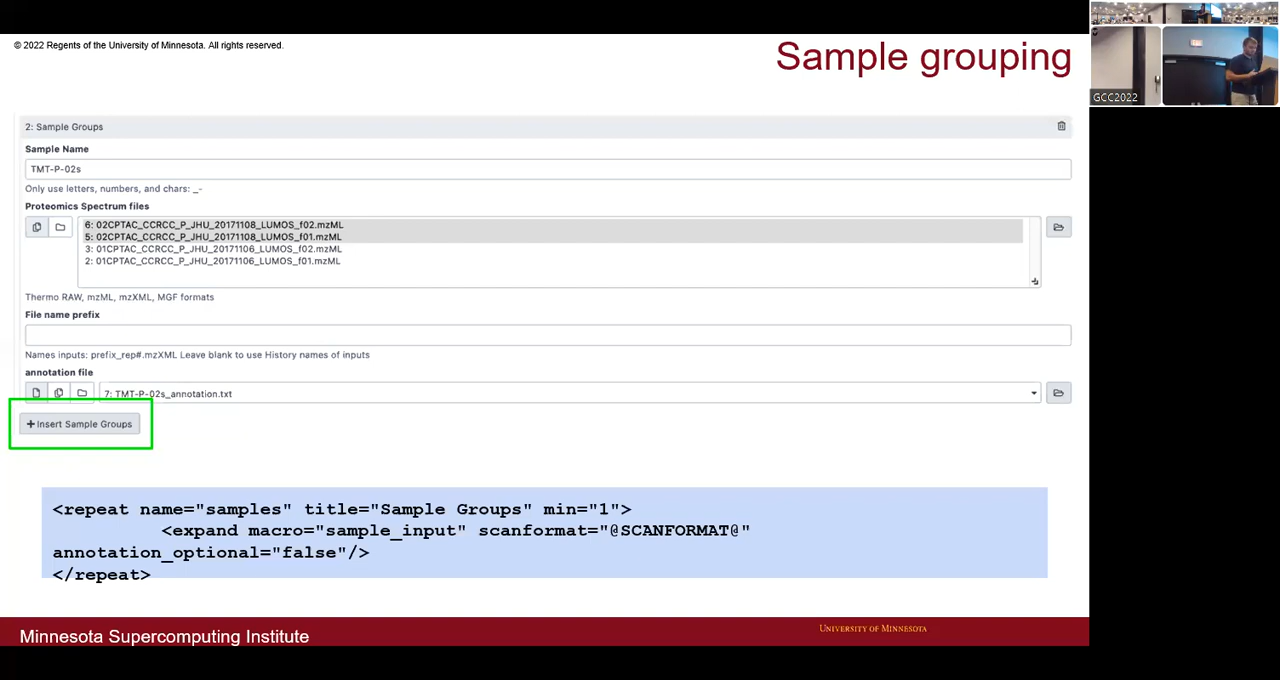 © 2022 Regents of the University of Minnesota. All rights reserved.
Sample grouping
2: Sample Groups
Sample Name
TMT-P-02s
Only use letters, numbers, and chars: _-
Proteomics Spectrum files
6: 02CPTAC_CCRCC_P_JHU_20171108_LUMOS_f02.mzML
5: 02CPTAC_CCRCC_P_JHU_20171108_LUMOS_f01.mzML
3: 01CPTAC_CCRCC_P_JHU_20171106_LUMOS_f02.mzML
2: 01CPTAC_CCRCC_P_JHU_20171106_LUMOS_f01.mzML
Thermo RAW, mzML, mzXML, MGF formats
File name prefix
Names inputs: prefix_rep#.mzXML Leave blank to use History names of inputs
annotation file
7: TMT-P-02s_annotation.txt
+ Insert Sample Groups
<repeat name="samples" title="Sample Groups" min="1">
<expand macro="sample_input" scanformat="@SCANFORMAT@"
annotation_optional="false"/>
</repeat>
Minnesota Supercomputing Institute
UNIVERSITY OF MINNESOTA
GCC2022